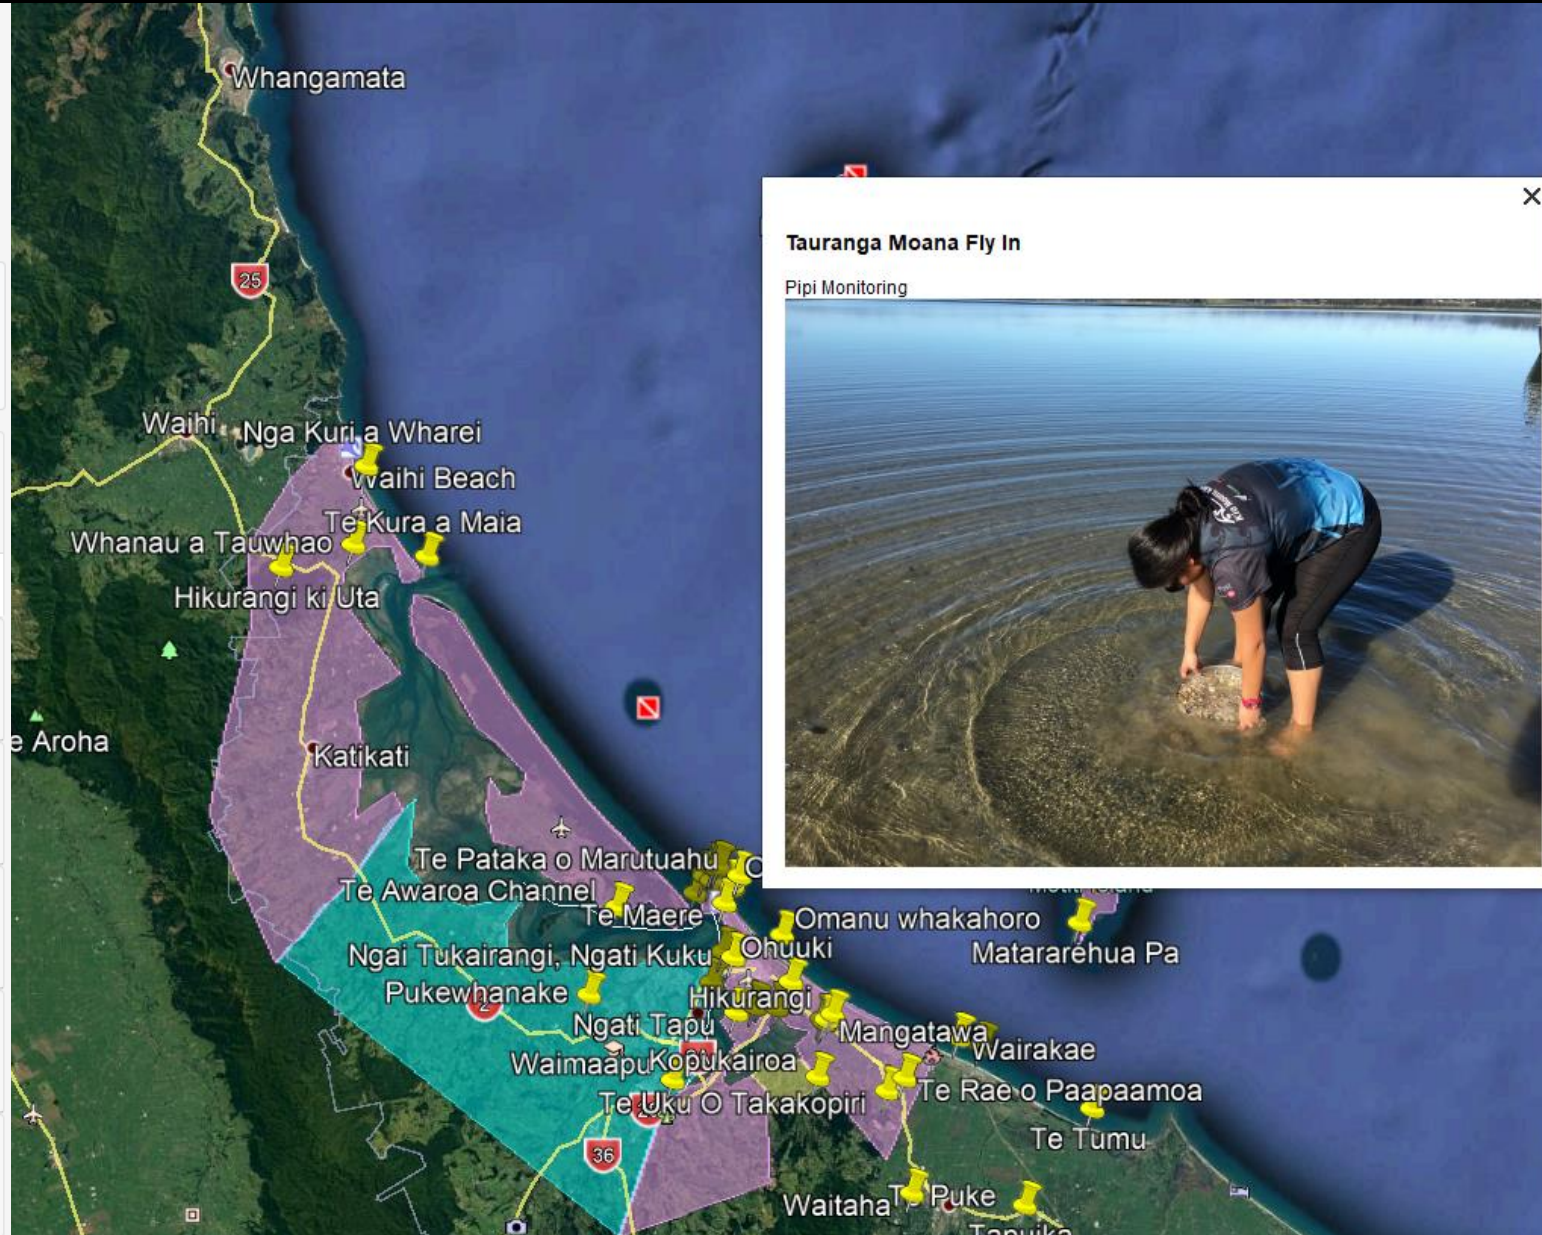 Whangamata
25
Tauranga Moana Fly In
Pipi Monitoring
Waihi
Nga Kuri a Wharei
Waihi Beach
Te Kura a Maia
Whanau a Tauwhao
Hikurangi ki Uta
e Aroha
Katikati
Te Pataka o Marutuahu
Te Awaroa Channel
Te Maere
Omanu whakahoro
Ngai Tukairangi, Ngati Kuku
Ohuuki
Matararehua Pa
Pukewhanake
Hikurangi
2
Ngati Tapu
Mangatawa
Wairakae
Waimaapu
Kopukairoa
Te Rae o Paapaamoa
Te Uku O Takakopiri
Te Tumu
36
Waitaha
Te Puke
Tapuika